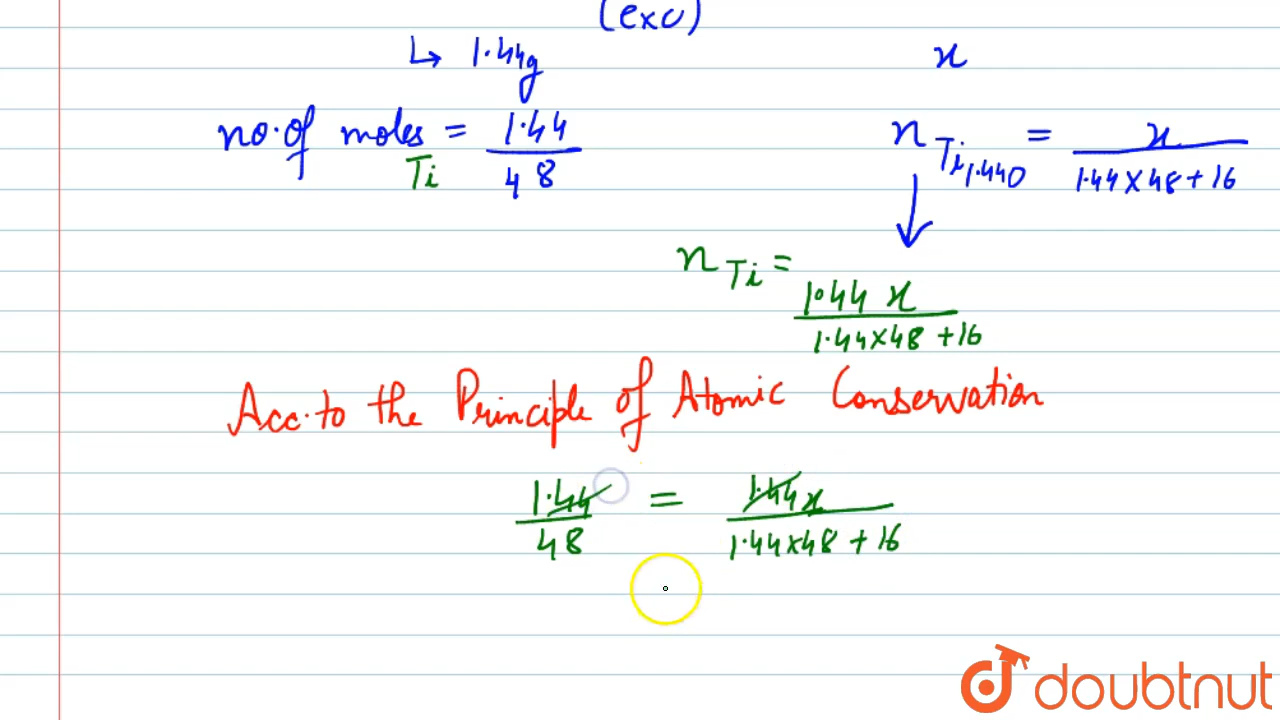 (exc)
↳ 1.44g x
no. of moles Ti = 1.44/48 n Ti1.44O = x/(1.44×48+16)
n Ti = 1.44 x/(1.44×48+16)
Acc. to the Principle of Atomic Conservation
1.44/48 = 1.44x/(1.44×48+16)
doubtnut